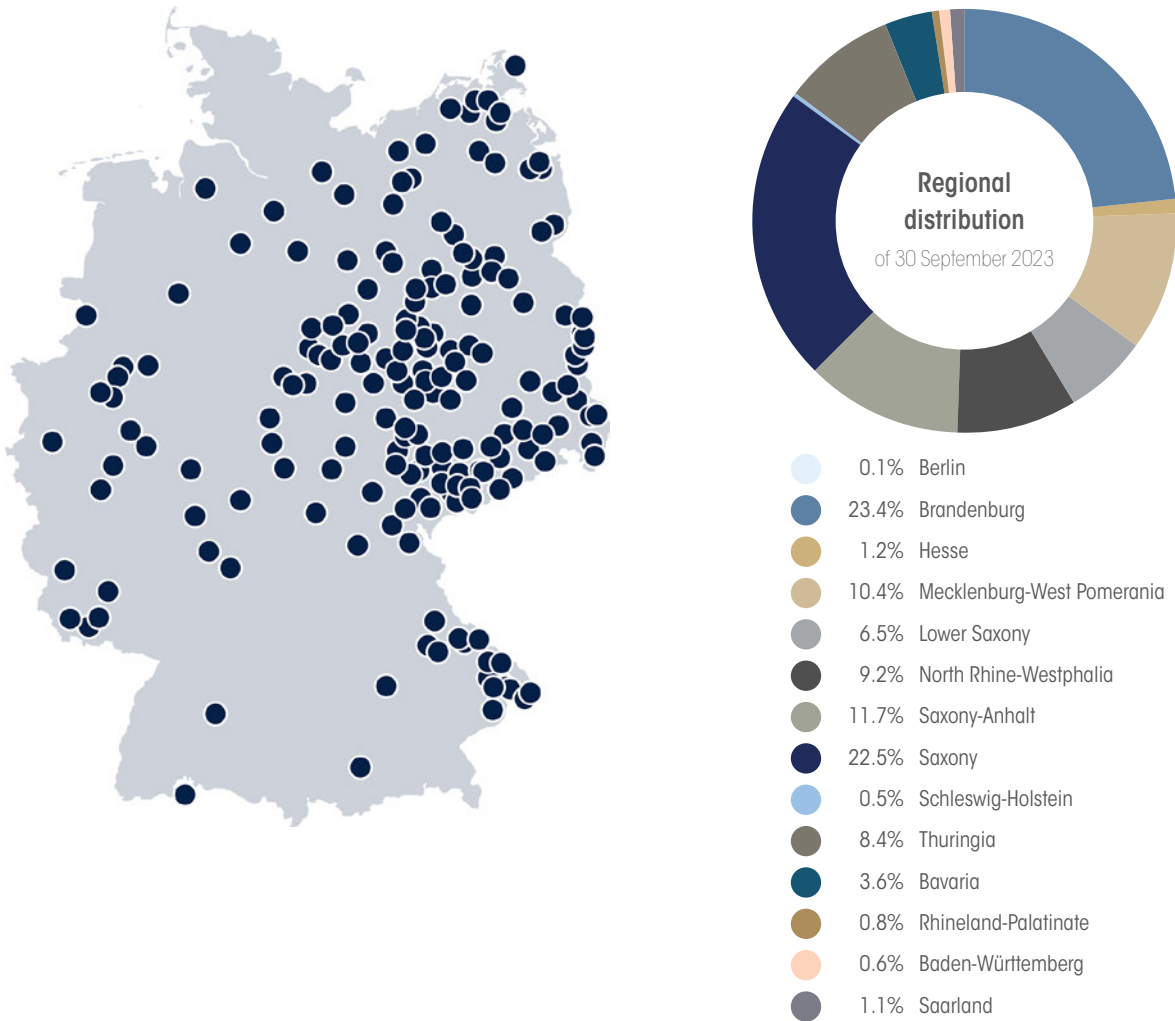 Regional
distribution
of 30 September 2023
0.1% Berlin
23.4% Brandenburg
1.2% Hesse
10.4% Mecklenburg-West Pomerania
6.5% Lower Saxony
9.2% North Rhine-Westphalia
11.7% Saxony-Anhalt
22.5% Saxony
0.5% Schleswig-Holstein
8.4% Thuringia
3.6% Bavaria
0.8% Rhineland-Palatinate
0.6% Baden-Württemberg
1.1% Saarland